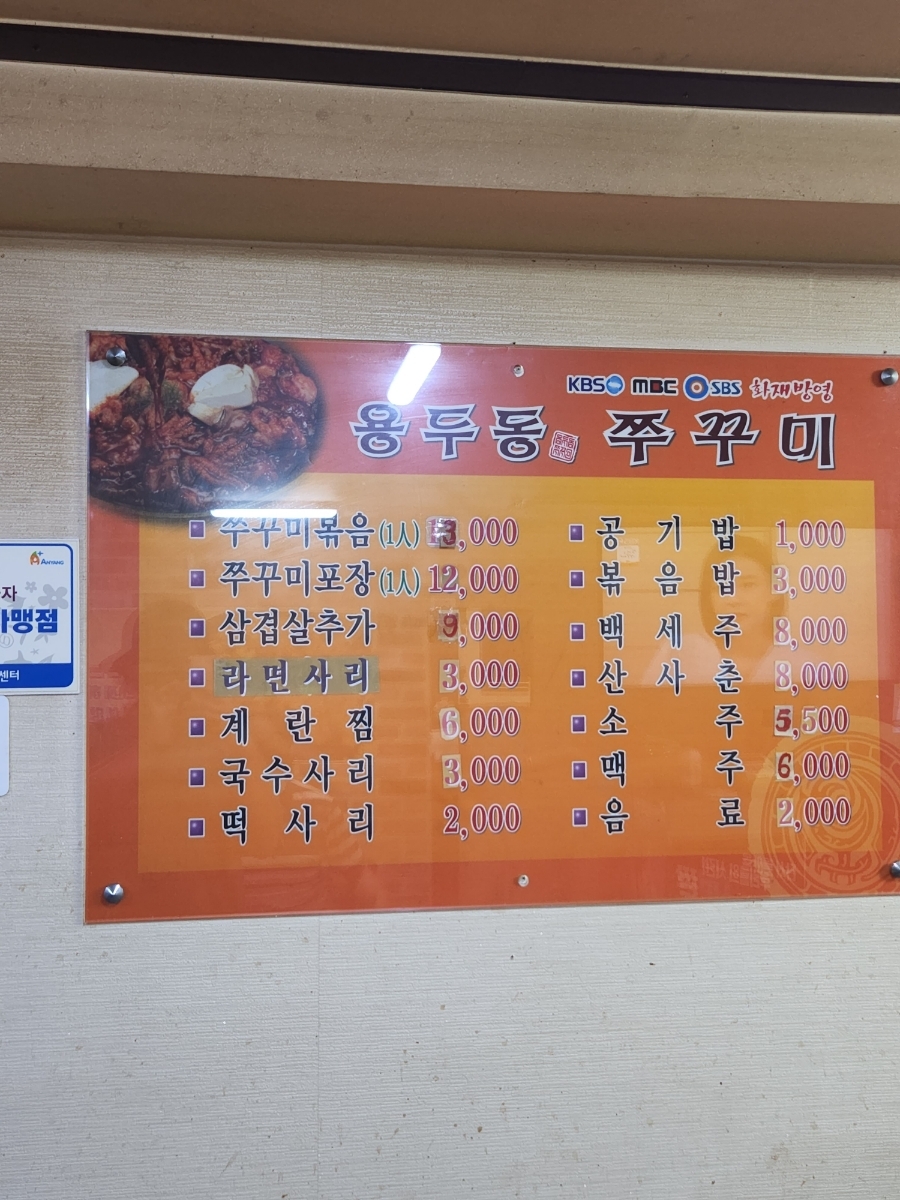 KBS MBC SBS 화재방영
용두동 쭈꾸미
쭈꾸미볶음(1人) 13,000
쭈꾸미포장(1人) 12,000
삼겹살추가 9,000
라면사리 3,000
계란찜 6,000
국수사리 3,000
떡사리 2,000
공기밥 1,000
볶음밥 3,000
백세주 8,000
산사춘 8,000
소주 5,500
맥주 6,000
음료 2,000
ANYANG
자
맹점
센터